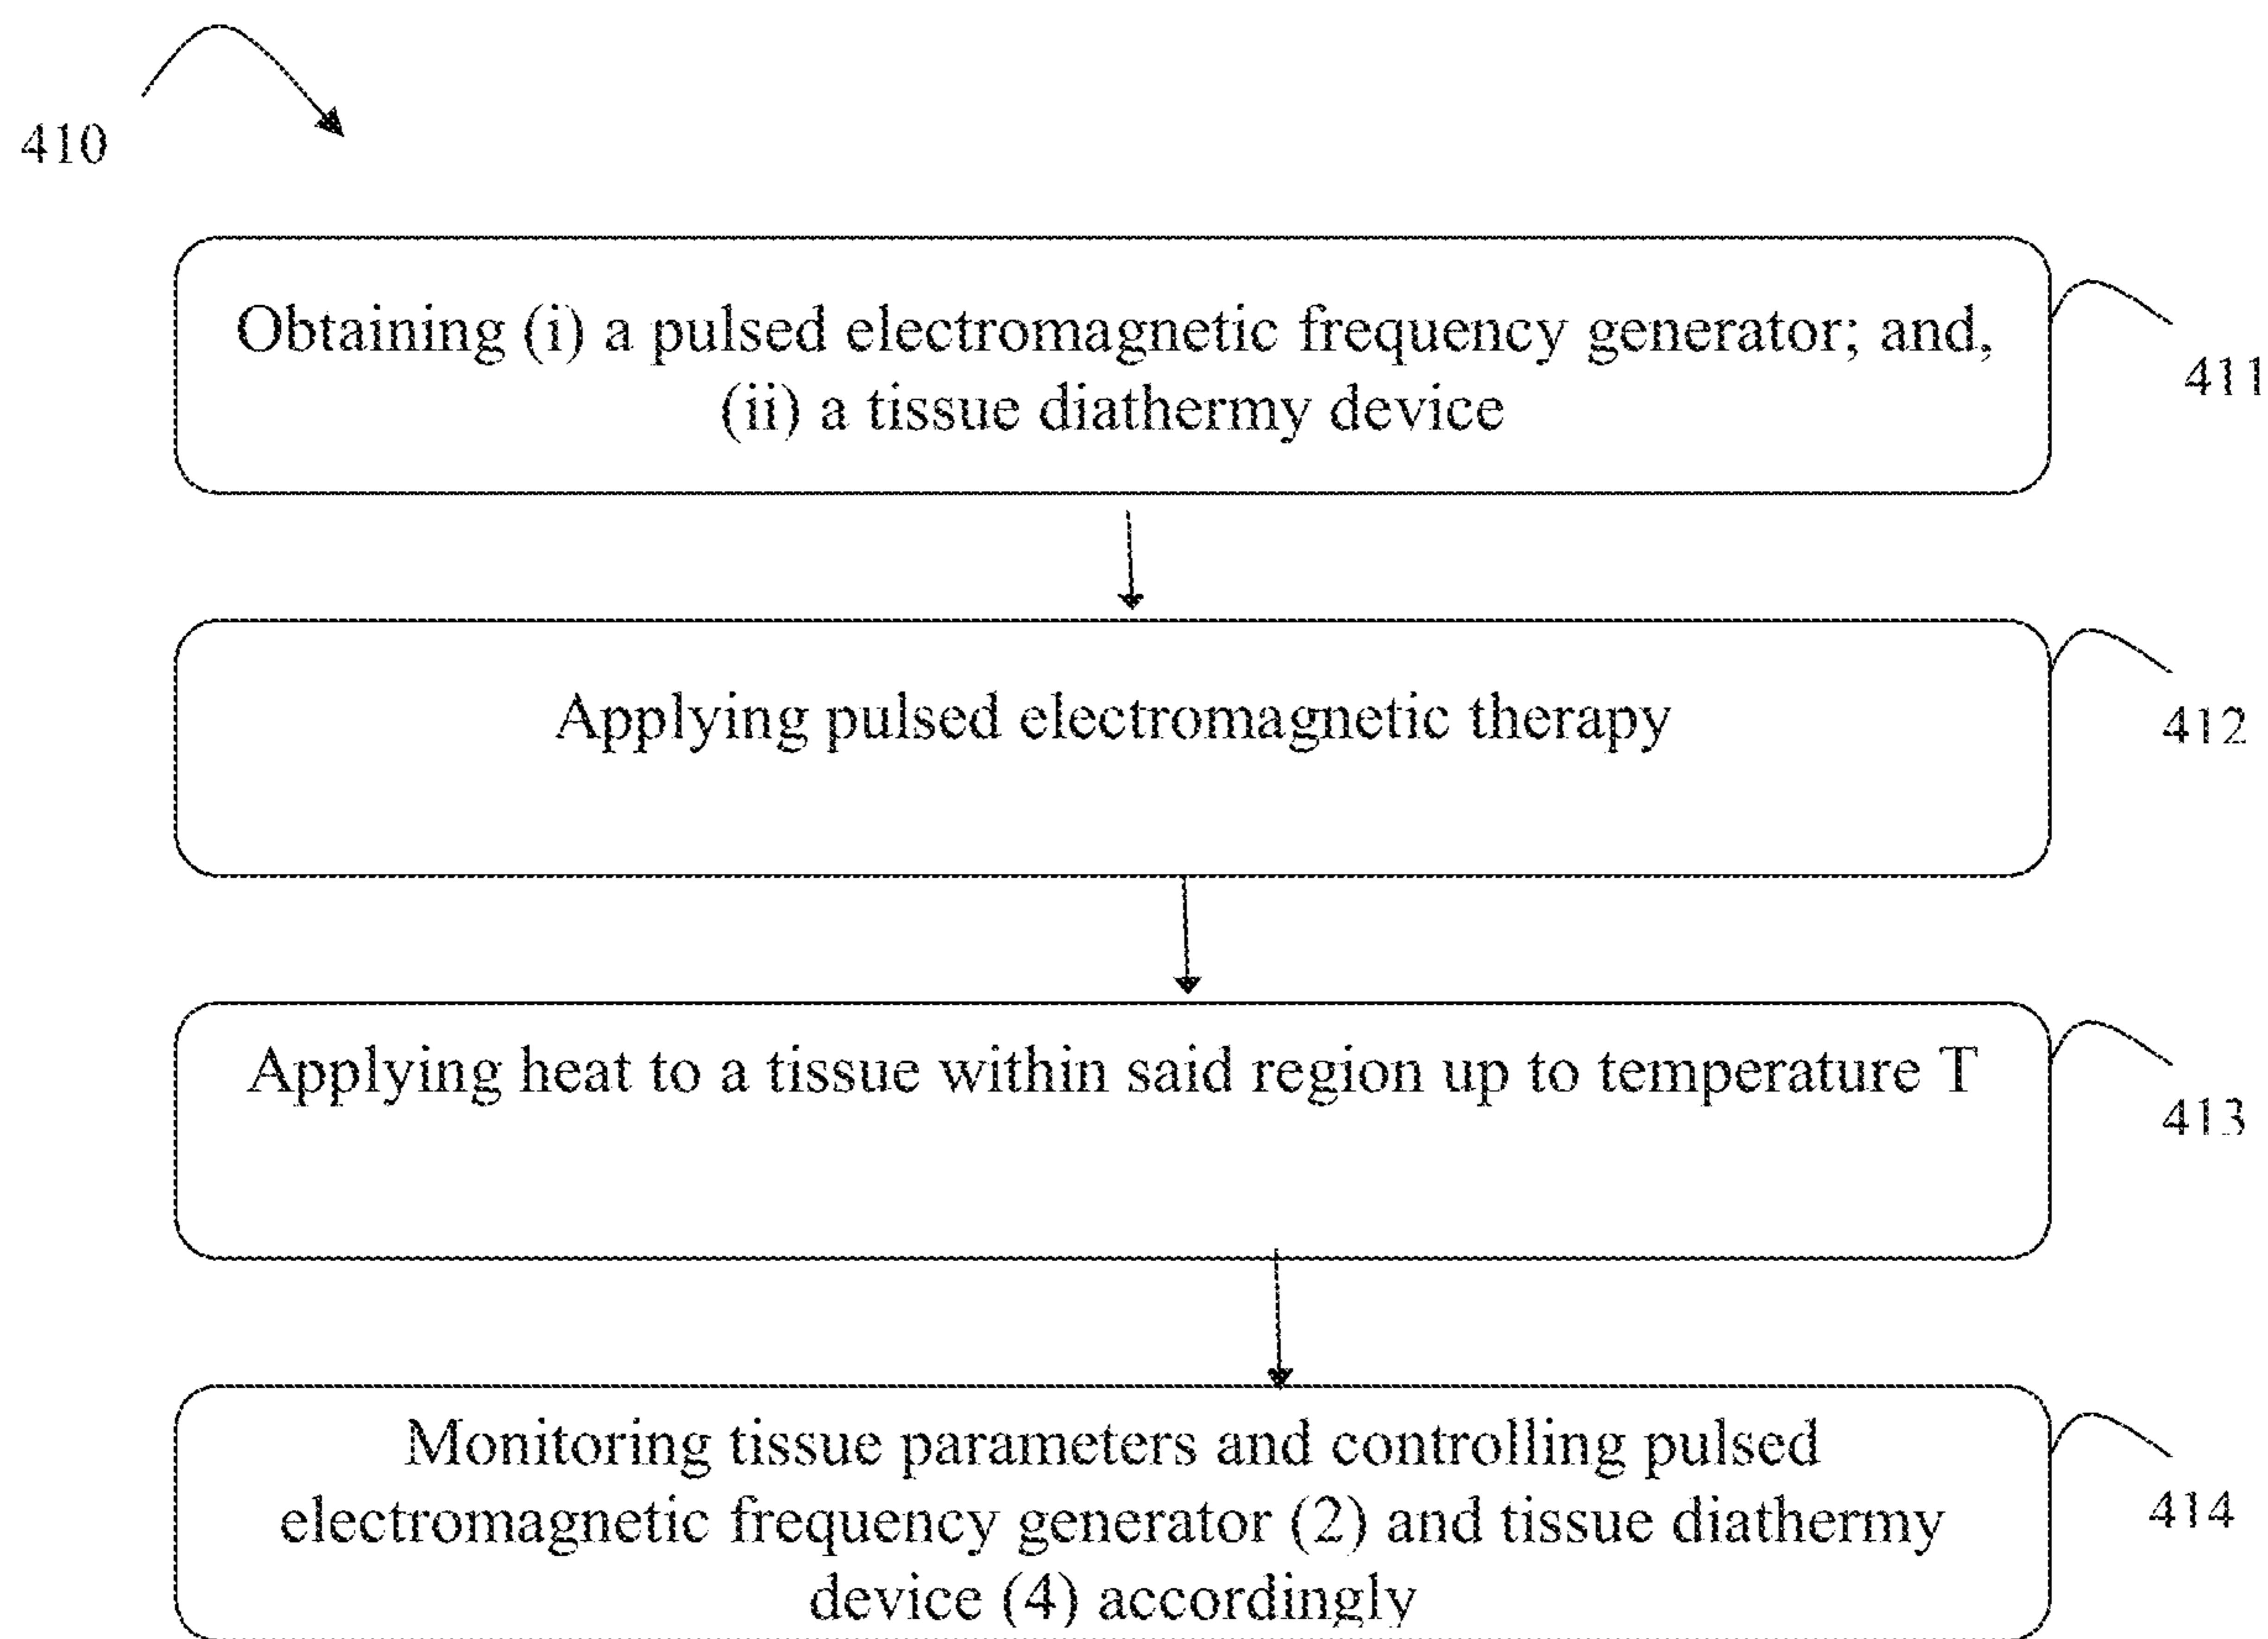 410
Obtaining (i) a pulsed electromagnetic frequency generator; and,
(ii) a tissue diathermy device
411
Applying pulsed electromagnetic therapy
412
Applying heat to a tissue within said region up to temperature T
413
Monitoring tissue parameters and controlling pulsed
electromagnetic frequency generator (2) and tissue diathermy
device (4) accordingly
414